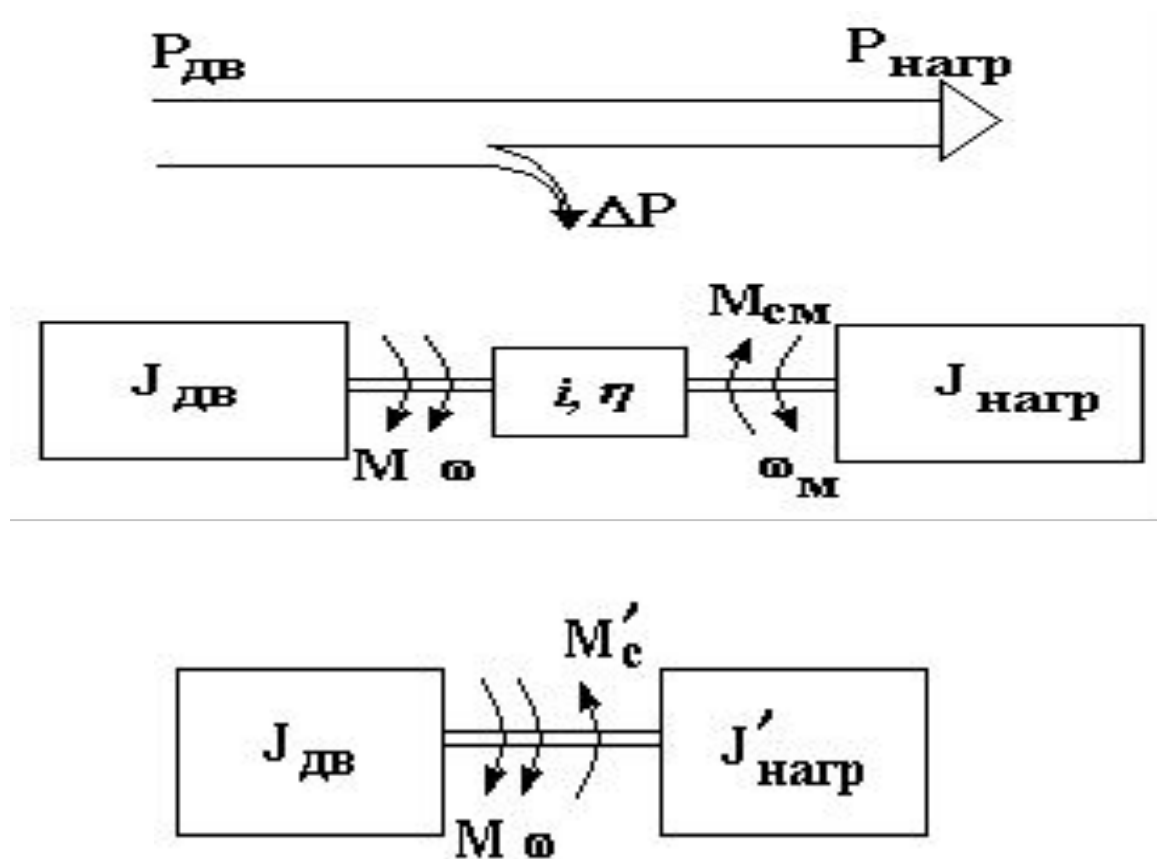 Pдв Pнагр
ΔP
Mсм
Jдв i, η Jнагр
M ω ωм
M′с
Jдв J′нагр
M ω